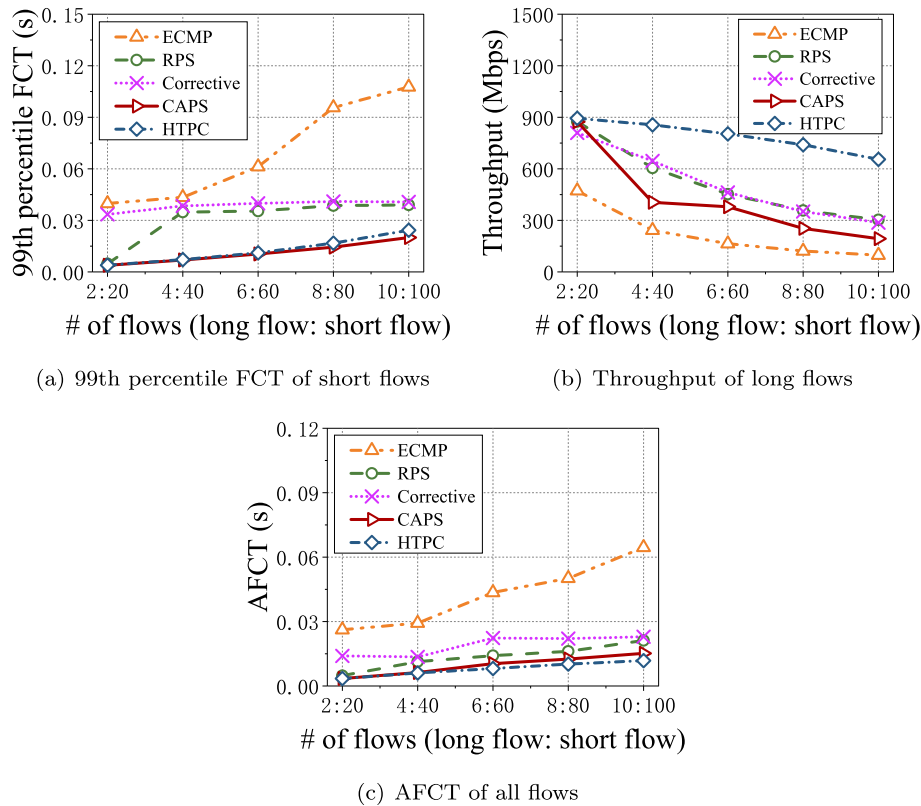 99th percentile FCT (s)
0.15
0.12
0.09
0.06
0.03
0.00
ECMP
RPS
Corrective
CAPS
HTPC
2:20 4:40 6:60 8:80 10:100
# of flows (long flow: short flow)
(a) 99th percentile FCT of short flows
Throughput (Mbps)
1500
1200
900
600
300
0
ECMP
RPS
Corrective
CAPS
HTPC
2:20 4:40 6:60 8:80 10:100
# of flows (long flow: short flow)
(b) Throughput of long flows
AFCT (s)
0.12
0.09
0.06
0.03
0.00
ECMP
RPS
Corrective
CAPS
HTPC
2:20 4:40 6:60 8:80 10:100
# of flows (long flow: short flow)
(c) AFCT of all flows